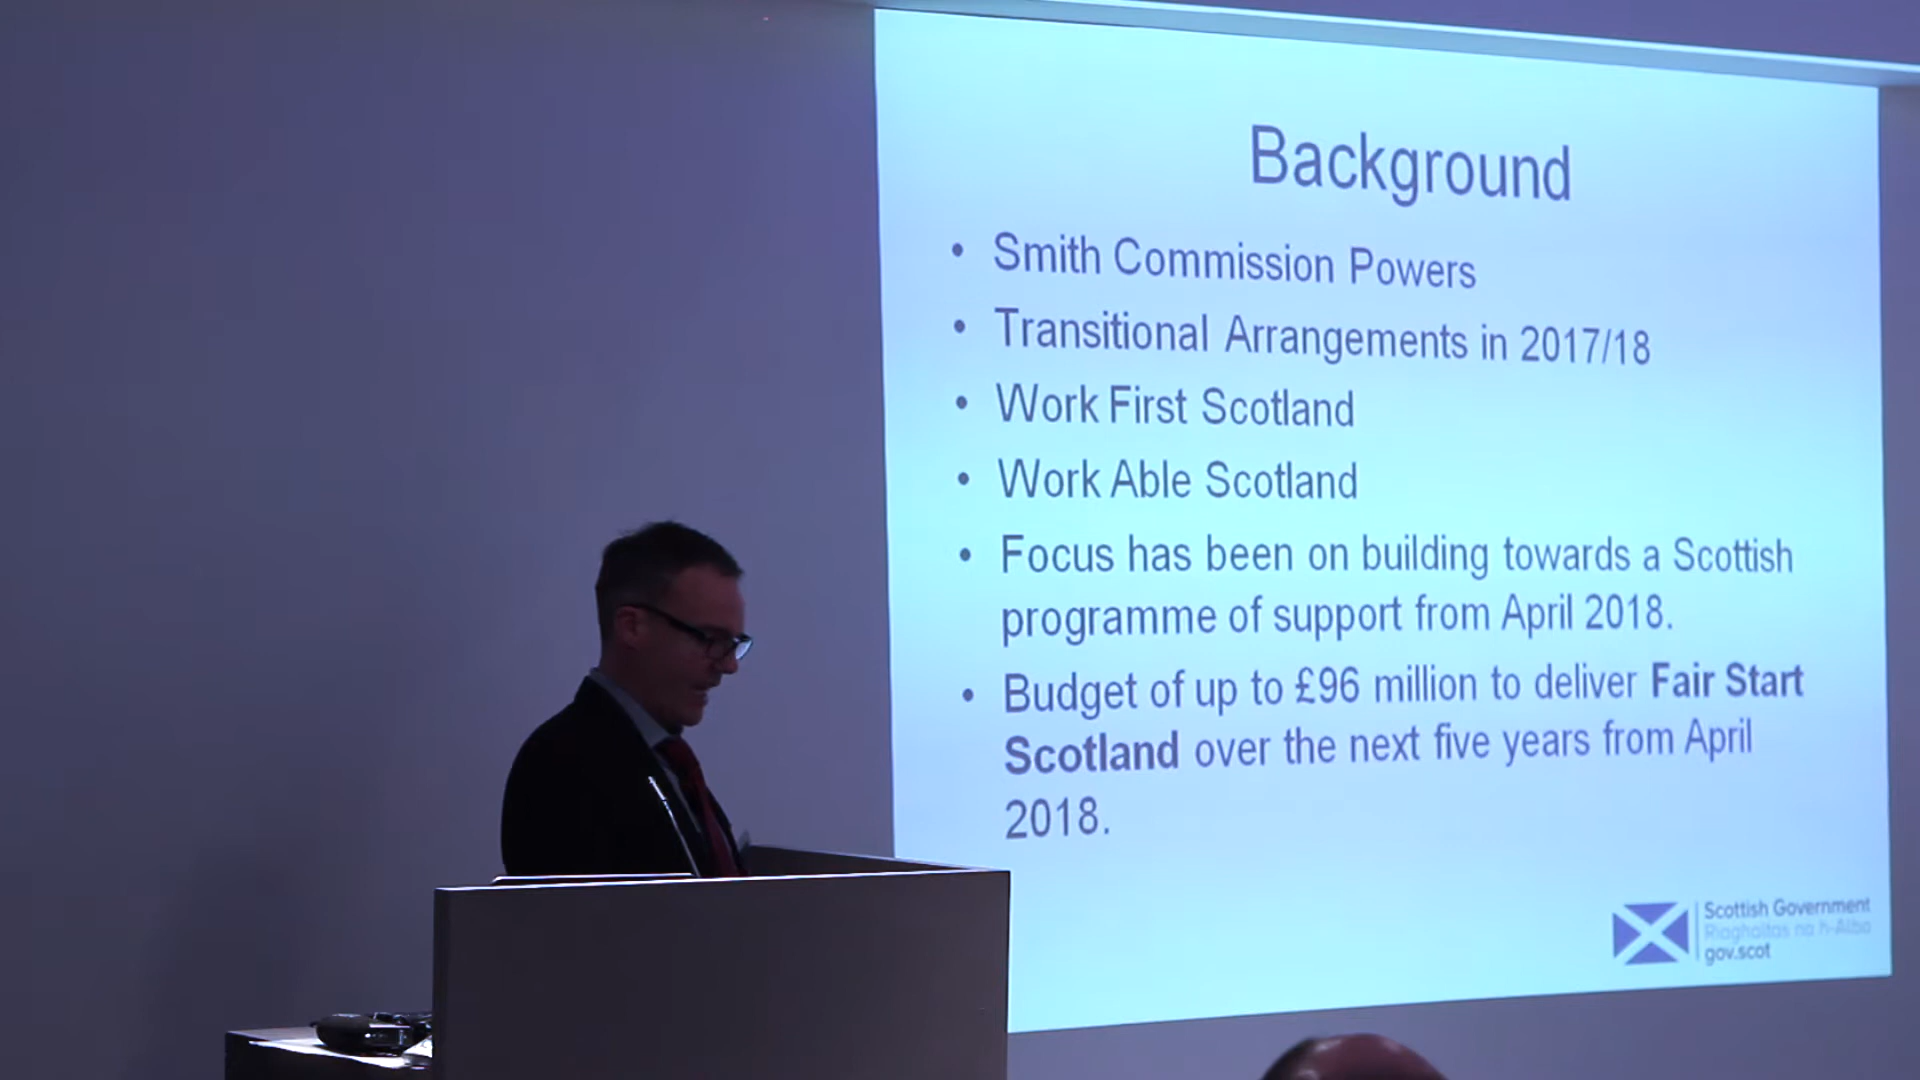 Background
• Smith Commission Powers
• Transitional Arrangements in 2017/18
• Work First Scotland
• Work Able Scotland
• Focus has been on building towards a Scottish
programme of support from April 2018.
• Budget of up to £96 million to deliver Fair Start
Scotland over the next five years from April
2018.
Scottish Government
Riaghaltas na h-Alba
gov.scot